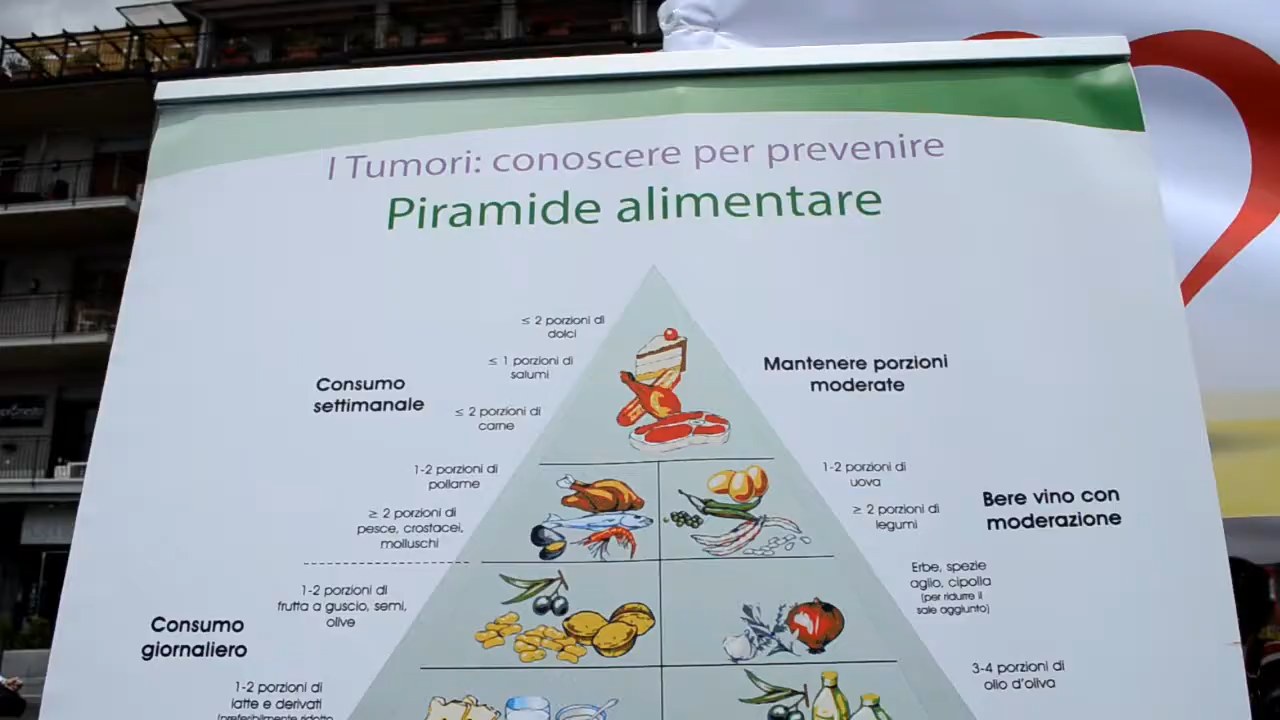 I Tumori: conoscere per prevenire
Piramide alimentare
≤ 2 porzioni di
dolci
≤ 1 porzioni di
salumi
≤ 2 porzioni di
carne
Consumo
settimanale
Mantenere porzioni
moderate
1-2 porzioni di
pollame
≥ 2 porzioni di
pesce, crostacei,
molluschi
1-2 porzioni di
uova
≥ 2 porzioni di
legumi
Bere vino con
moderazione
1-2 porzioni di
frutta a guscio, semi,
olive
Erbe, spezie
aglio, cipolla
(per ridurre il
sale aggiunto)
Consumo
giornaliero
1-2 porzioni di
latte e derivati
(preferibilmente ridotto
3-4 porzioni di
olio d'oliva